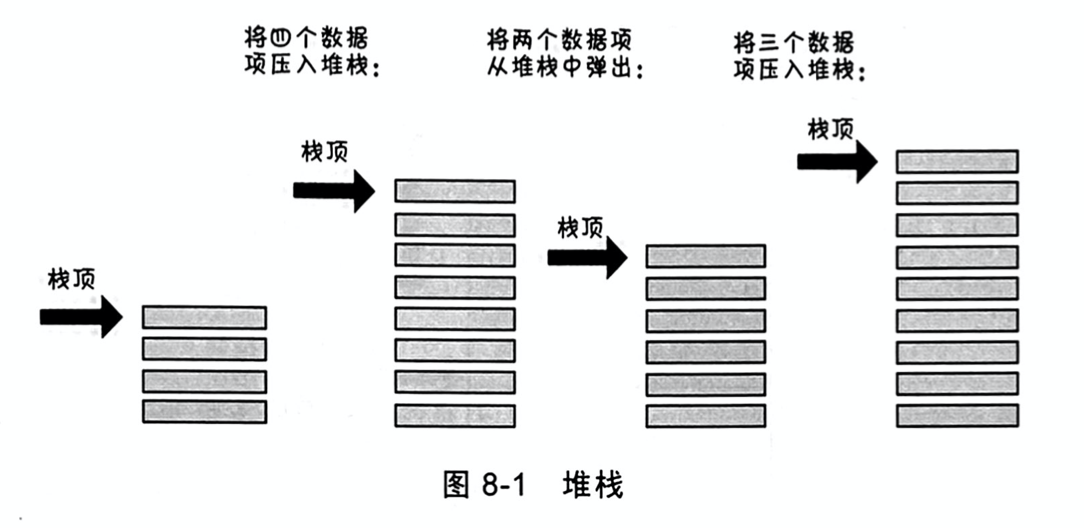 将四个数据
项压入堆栈：
将两个数据项
从堆栈中弹出：
将三个数据
项压入堆栈：
栈顶
栈顶
栈顶
栈顶
图 8-1 堆栈